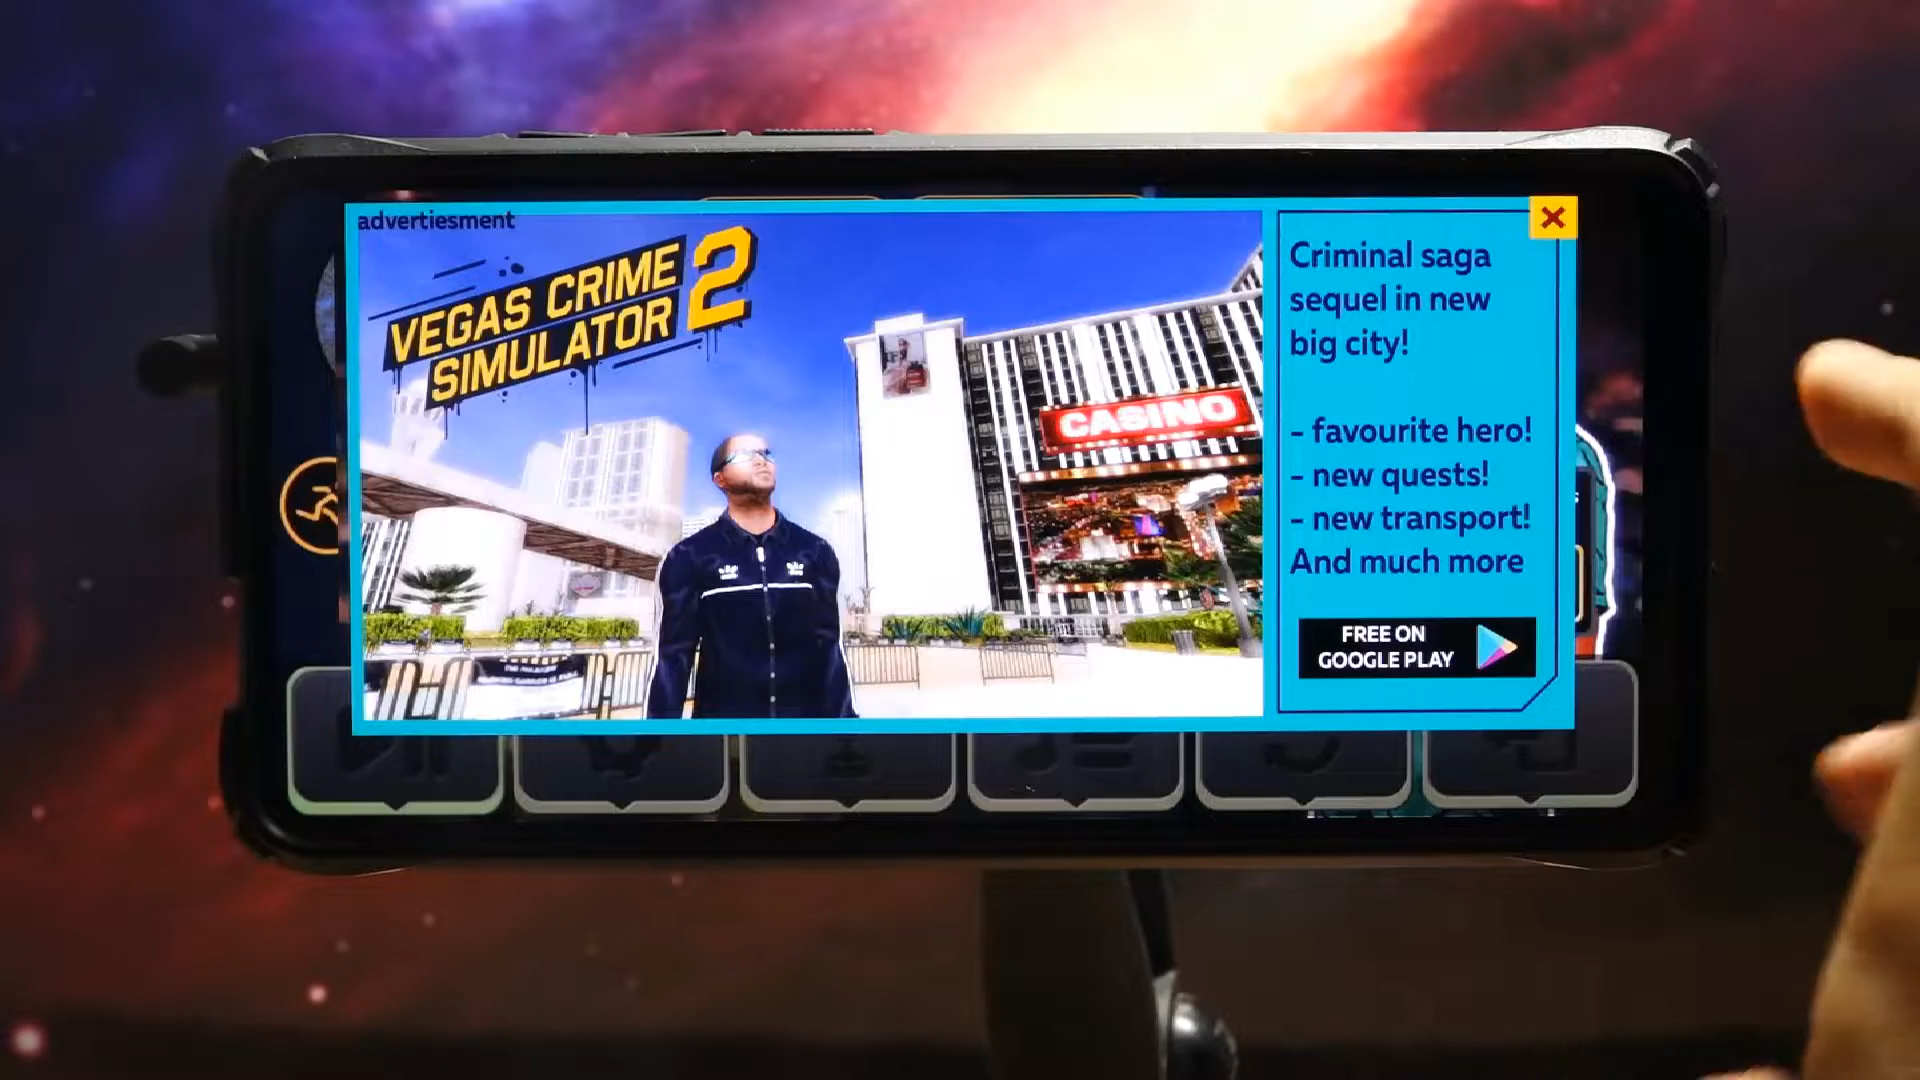 advertiesment
VEGAS CRIME
SIMULATOR 2
CASINO
Criminal saga
sequel in new
big city!
- favourite hero!
- new quests!
- new transport!
And much more
FREE ON
GOOGLE PLAY